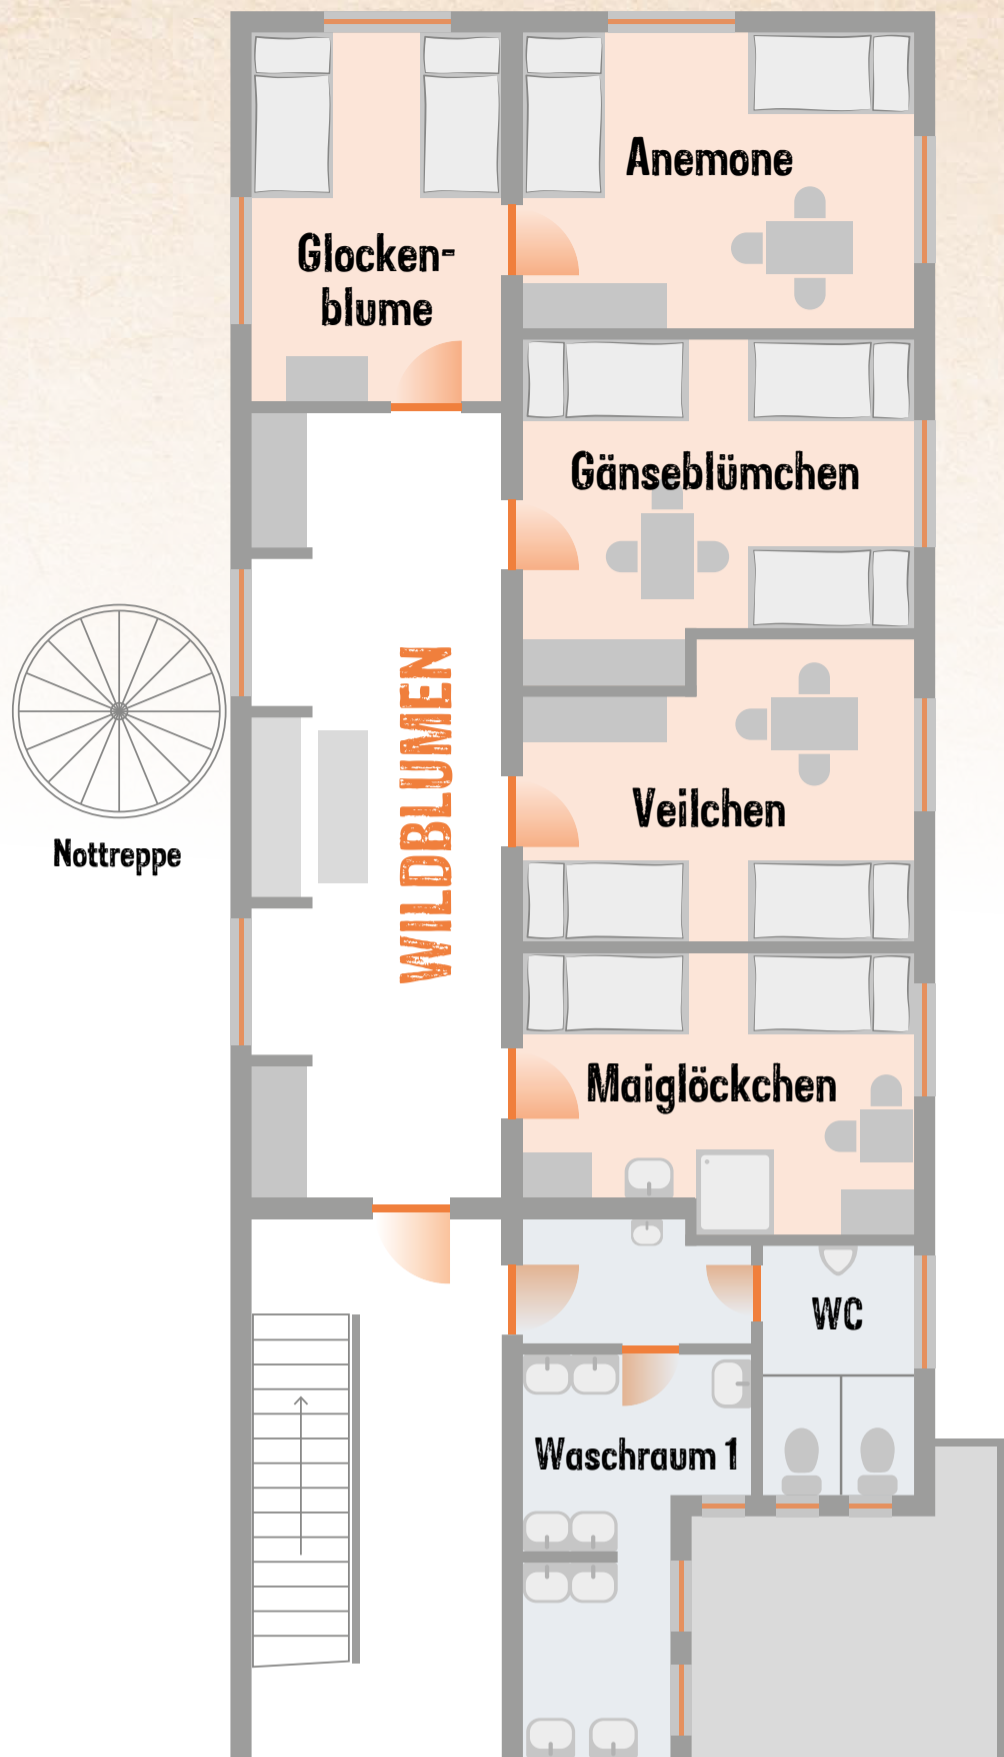 Anemone
Glocken-
blume
Gänseblümchen
WILDBLUMEN
Veilchen
Nottreppe
Maiglöckchen
WC
Waschraum 1